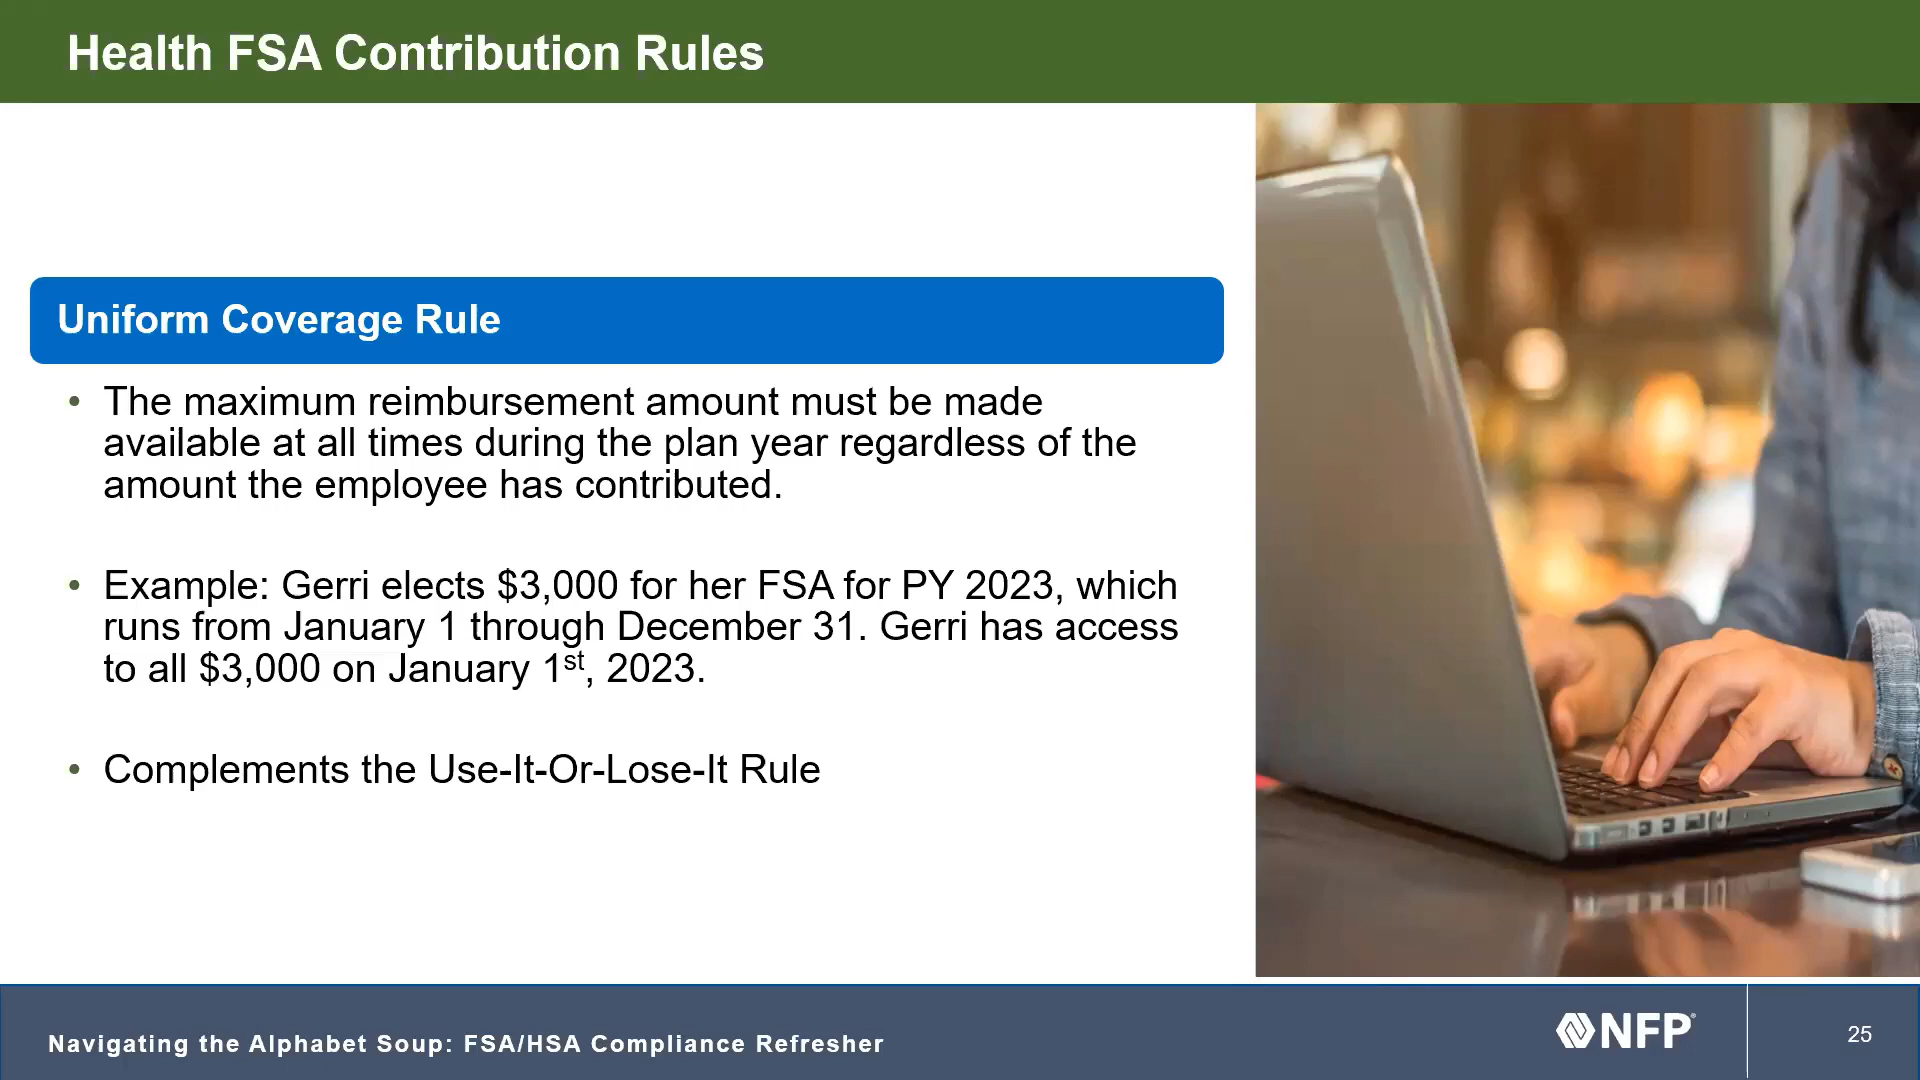 Health FSA Contribution Rules
Uniform Coverage Rule
• The maximum reimbursement amount must be made
available at all times during the plan year regardless of the
amount the employee has contributed.
• Example: Gerri elects $3,000 for her FSA for PY 2023, which
runs from January 1 through December 31. Gerri has access
to all $3,000 on January 1st, 2023.
• Complements the Use-It-Or-Lose-It Rule
Navigating the Alphabet Soup: FSA/HSA Compliance Refresher
NFP®
25